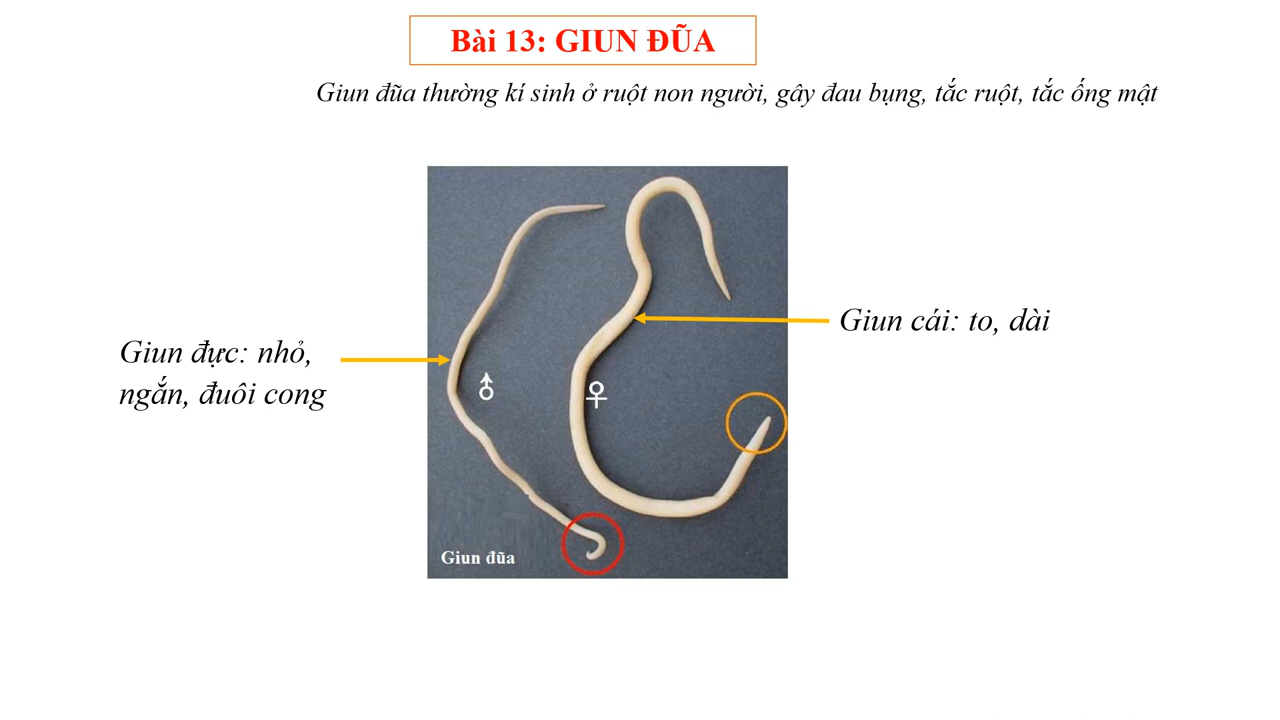 Bài 13: GIUN ĐŨA
Giun đũa thường kí sinh ở ruột non người, gây đau bụng, tắc ruột, tắc ống mật
Giun cái: to, dài
Giun đực: nhỏ,
ngắn, đuôi cong
♂
♀
Giun đũa